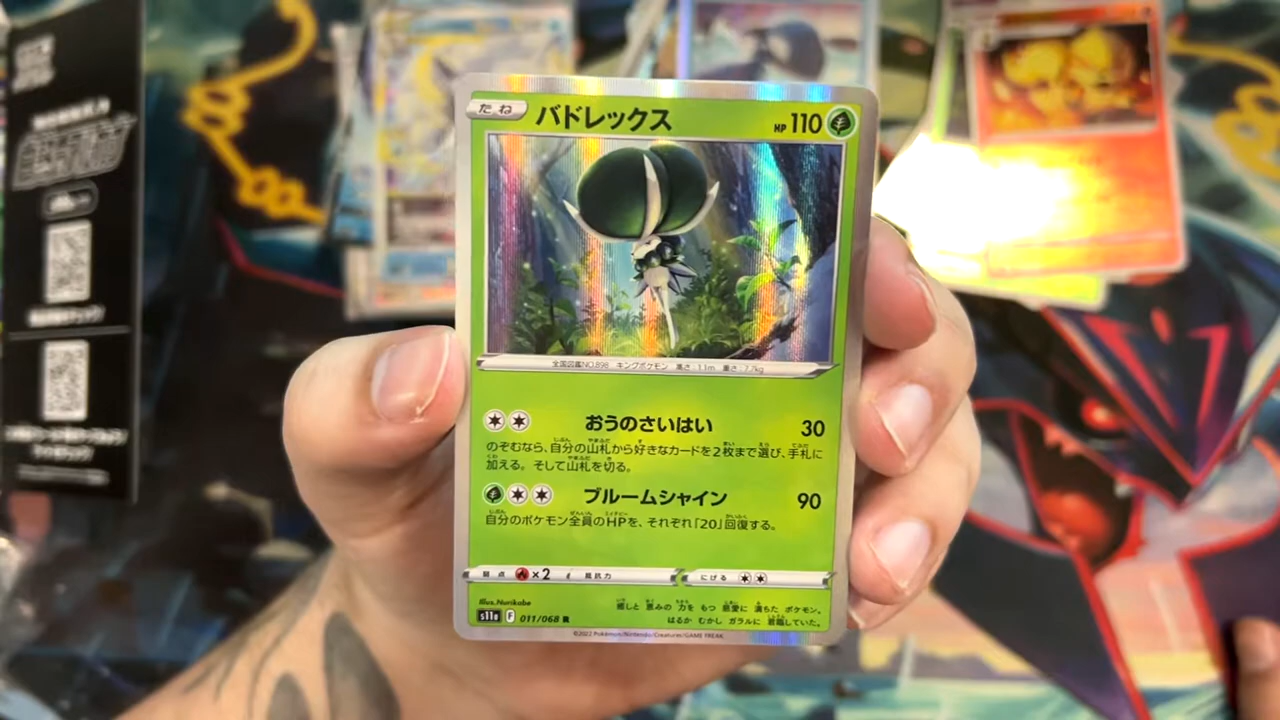 たね バドレックス HP 110
全国図鑑NO.898 キングポケモン 高さ:1.1m 重さ:7.7kg
おうのさいはい 30
のぞむなら、自分の山札から好きなカードを2枚まで選び、手札に
加える。そして山札を切る。
ブルームシャイン 90
自分のポケモン全員のHPを、それぞれ「20」回復する。
弱点 ×2 抵抗力 にげる
Illus.Nurikabe
癒しと 恵みの 力を もつ 慈愛に 満ちた ポケモン。
s11a F 011/068 R
はるか むかし ガラルに 君臨していた。
©2022 Pokémon/Nintendo/Creatures/GAME FREAK.